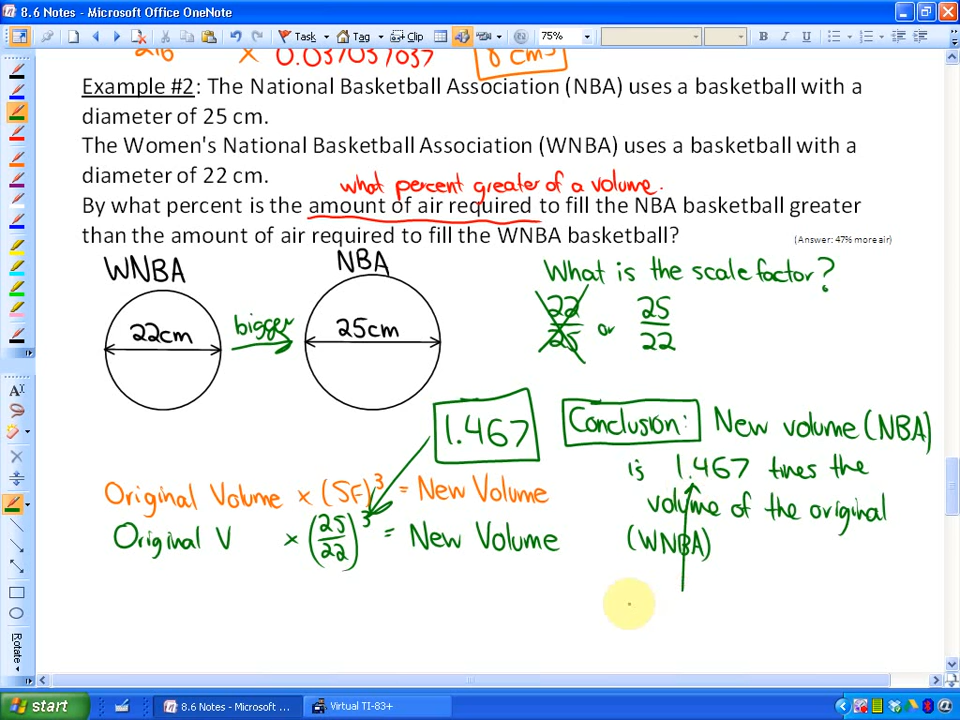 8.6 Notes - Microsoft Office OneNote
Task Tag Clip 75% B I U
216 × 0.037037037 8 cm³
Example #2: The National Basketball Association (NBA) uses a basketball with a
diameter of 25 cm.
The Women's National Basketball Association (WNBA) uses a basketball with a
diameter of 22 cm.
what percent greater of a volume.
By what percent is the amount of air required to fill the NBA basketball greater
than the amount of air required to fill the WNBA basketball?
(Answer: 47% more air)
WNBA NBA
What is the scale factor?
22cm bigger 25cm
22/25 or 25/22
1.467
Conclusion: New volume (NBA)
is 1.467 times the
volume of the original
(WNBA)
Original Volume × (SF)³ = New Volume
Original V × (25/22)³ = New Volume
Rotate
start 8.6 Notes - Microsoft ... Virtual TI-83+